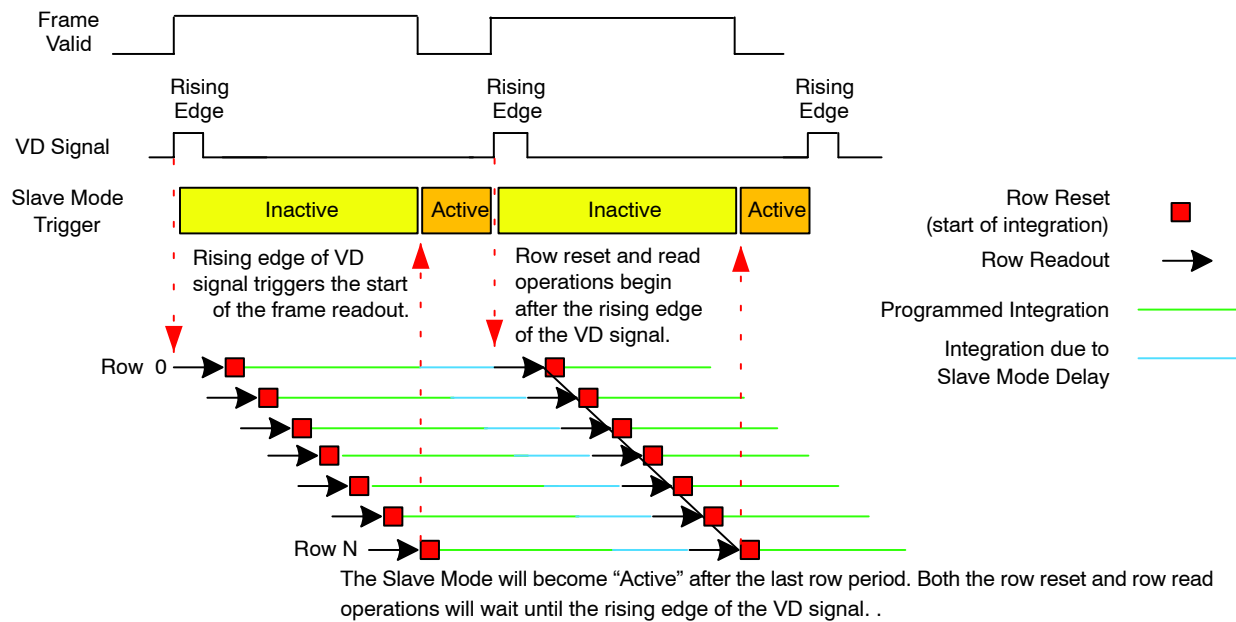 Frame
Valid
Rising
Edge
Rising
Edge
Rising
Edge
VD Signal
Slave Mode
Trigger
Inactive
Active
Inactive
Active
Rising edge of VD
signal triggers the start
of the frame readout.
Row reset and read
operations begin
after the rising edge
of the VD signal.
Row Reset
(start of integration)
Row Readout
Programmed Integration
Integration due to
Slave Mode Delay
Row 0
Row N
The Slave Mode will become “Active” after the last row period. Both the row reset and row read
operations will wait until the rising edge of the VD signal. .